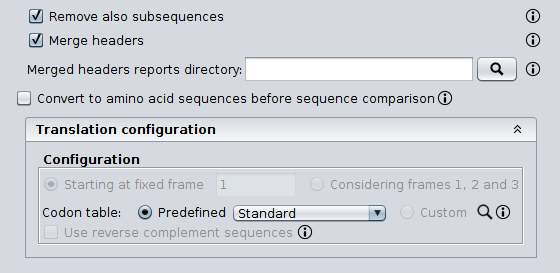 Remove also subsequences
Merge headers
Merged headers reports directory:
Convert to amino acid sequences before sequence comparison
Translation configuration
Configuration
Starting at fixed frame 1 Considering frames 1, 2 and 3
Codon table: Predefined Standard Custom
Use reverse complement sequences